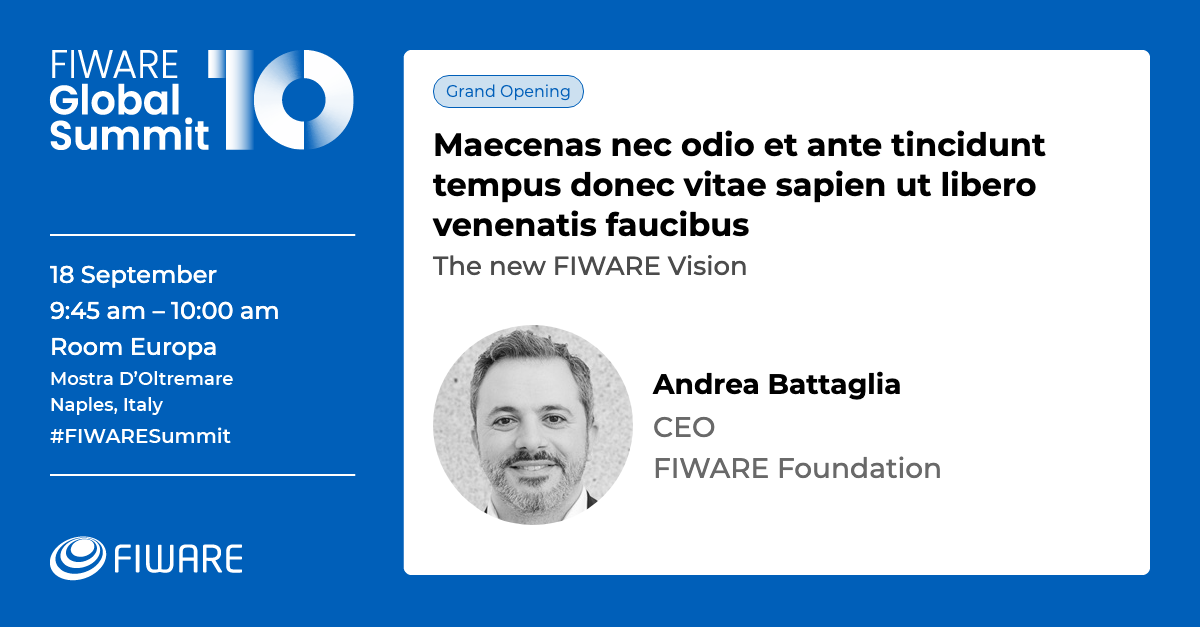 FIWARE
Global
Summit
10
18 September
9:45 am – 10:00 am
Room Europa
Mostra D’Oltremare
Naples, Italy
#FIWARESummit
FIWARE
Grand Opening
Maecenas nec odio et ante tincidunt
tempus donec vitae sapien ut libero
venenatis faucibus
The new FIWARE Vision
Andrea Battaglia
CEO
FIWARE Foundation